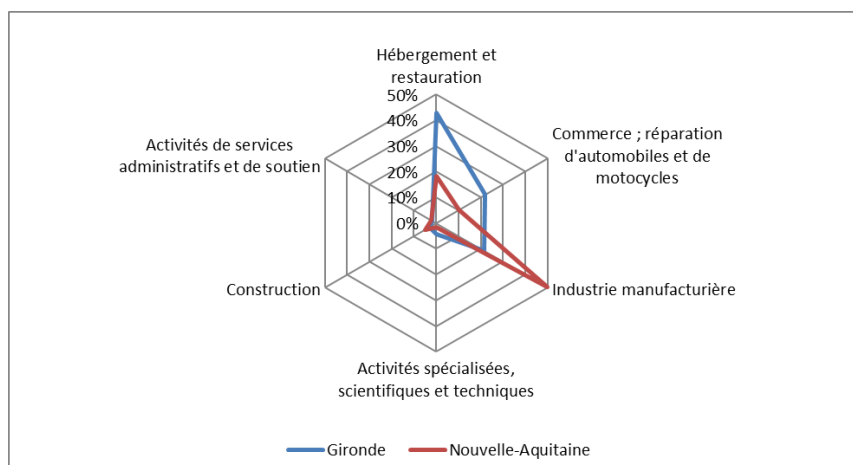 Hébergement et
restauration
50%
40%
30%
20%
10%
0%
Commerce ; réparation
d'automobiles et de
motocycles
Industrie manufacturière
Activités spécialisées,
scientifiques et techniques
Construction
Activités de services
administratifs et de soutien
Gironde
Nouvelle-Aquitaine